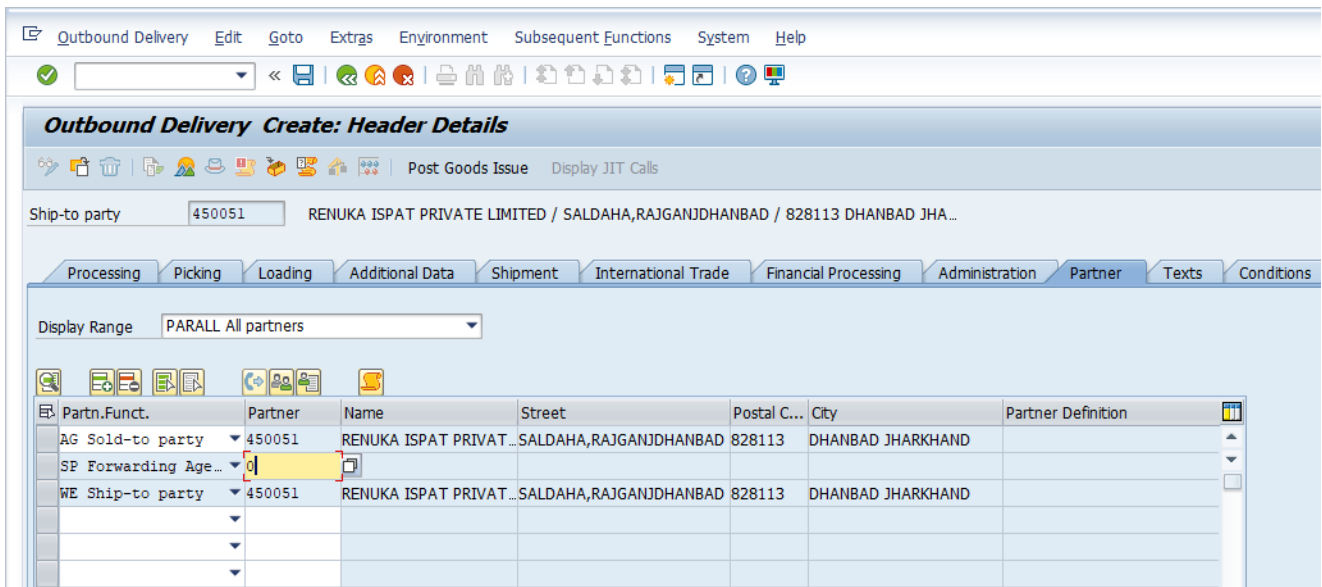 Outbound Delivery Edit Goto Extras Environment Subsequent Functions System Help
Outbound Delivery Create: Header Details
Post Goods Issue Display JIT Calls
Ship-to party 450051 RENUKA ISPAT PRIVATE LIMITED / SALDAHA,RAJGANJDHANBAD / 828113 DHANBAD JHA…
Processing Picking Loading Additional Data Shipment International Trade Financial Processing Administration Partner Texts Conditions
Display Range PARALL All partners
Partn.Funct. Partner Name Street Postal C... City Partner Definition
AG Sold-to party 450051 RENUKA ISPAT PRIVAT… SALDAHA,RAJGANJDHANBAD 828113 DHANBAD JHARKHAND
SP Forwarding Age… 0
WE Ship-to party 450051 RENUKA ISPAT PRIVAT… SALDAHA,RAJGANJDHANBAD 828113 DHANBAD JHARKHAND